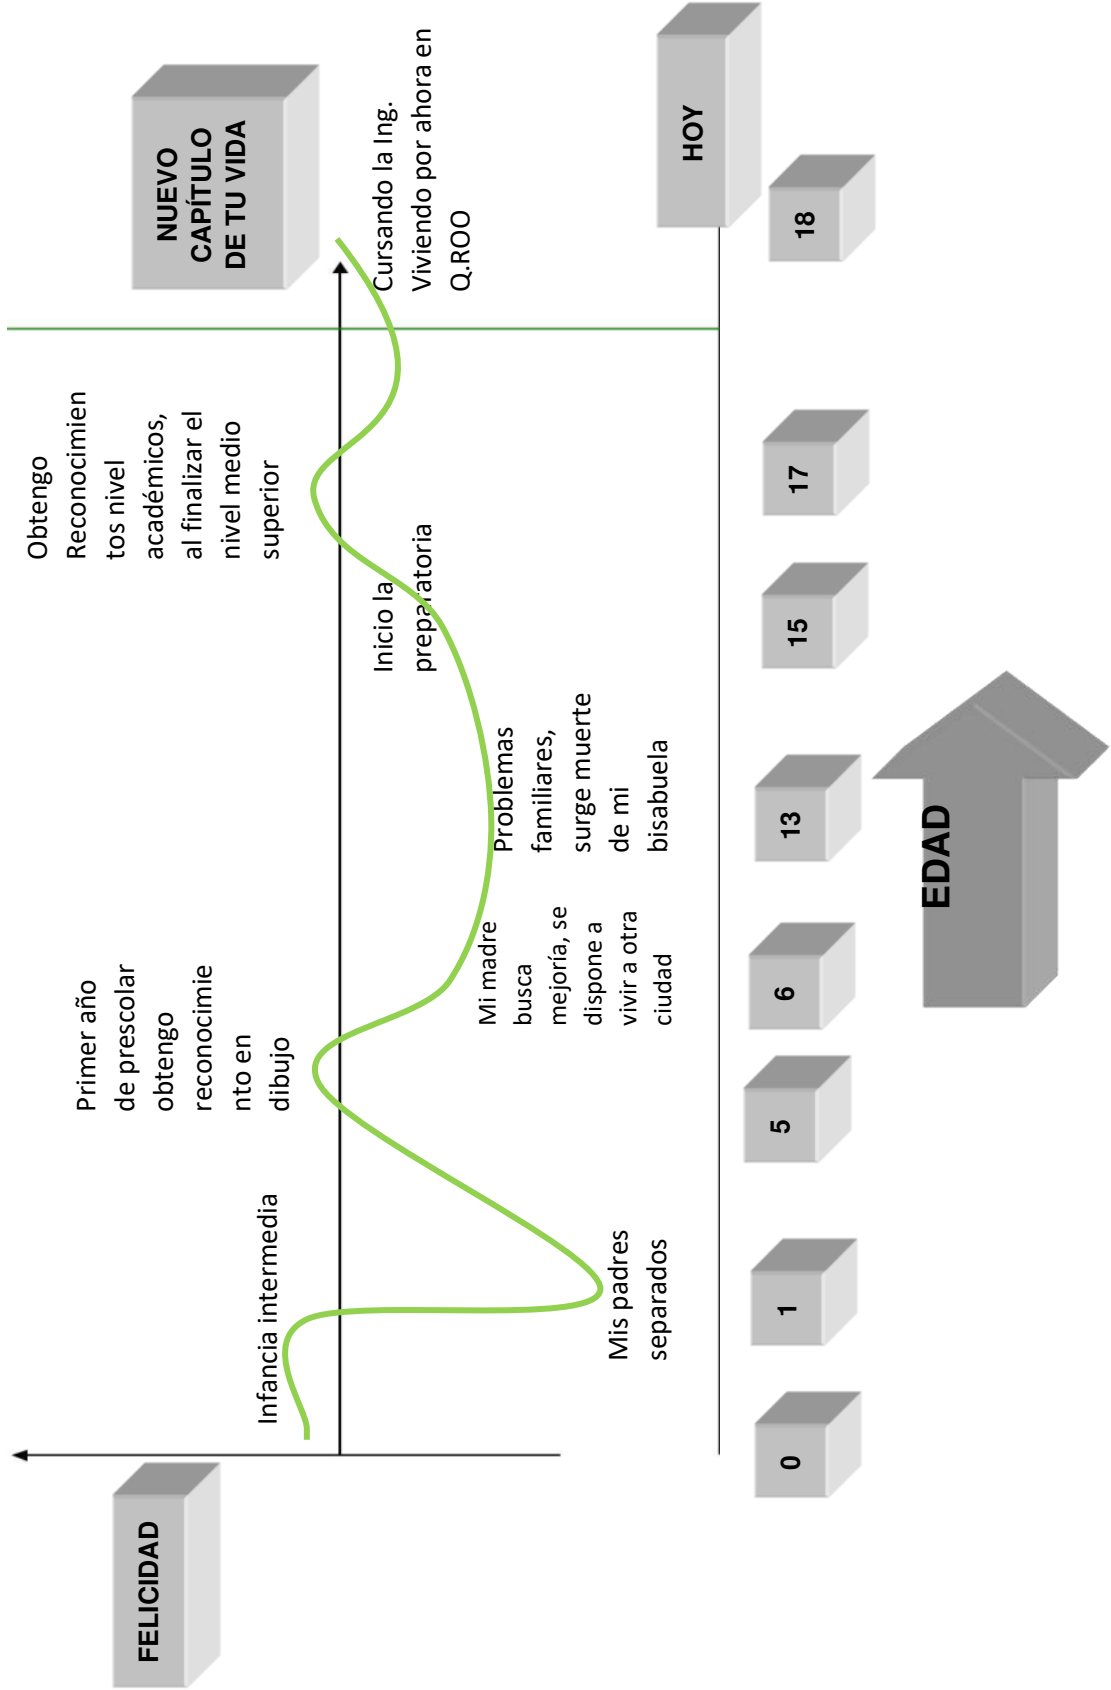 FELICIDAD
NUEVO
CAPÍTULO
DE TU VIDA
Infancia intermedia
Mis padres
separados
Primer año
de prescolar
obtengo
reconocimie
nto en
dibujo
Mi madre
busca
mejoría, se
dispone a
vivir a otra
ciudad
Problemas
familiares,
surge muerte
de mi
bisabuela
Inicio la
preparatoria
Obtengo
Reconocimien
tos nivel
académicos,
al finalizar el
nivel medio
superior
Cursando la Ing.
Viviendo por ahora en
Q.ROO
HOY
0
1
5
6
13
15
17
18
EDAD